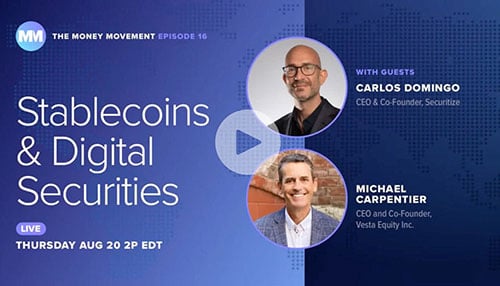 MM THE MONEY MOVEMENT EPISODE 16
Stablecoins
& Digital
Securities
LIVE
THURSDAY AUG 20 2P EDT
WITH GUESTS
CARLOS DOMINGO
CEO & Co-Founder, Securitize
MICHAEL
CARPENTIER
CEO and Co-Founder,
Vesta Equity Inc.